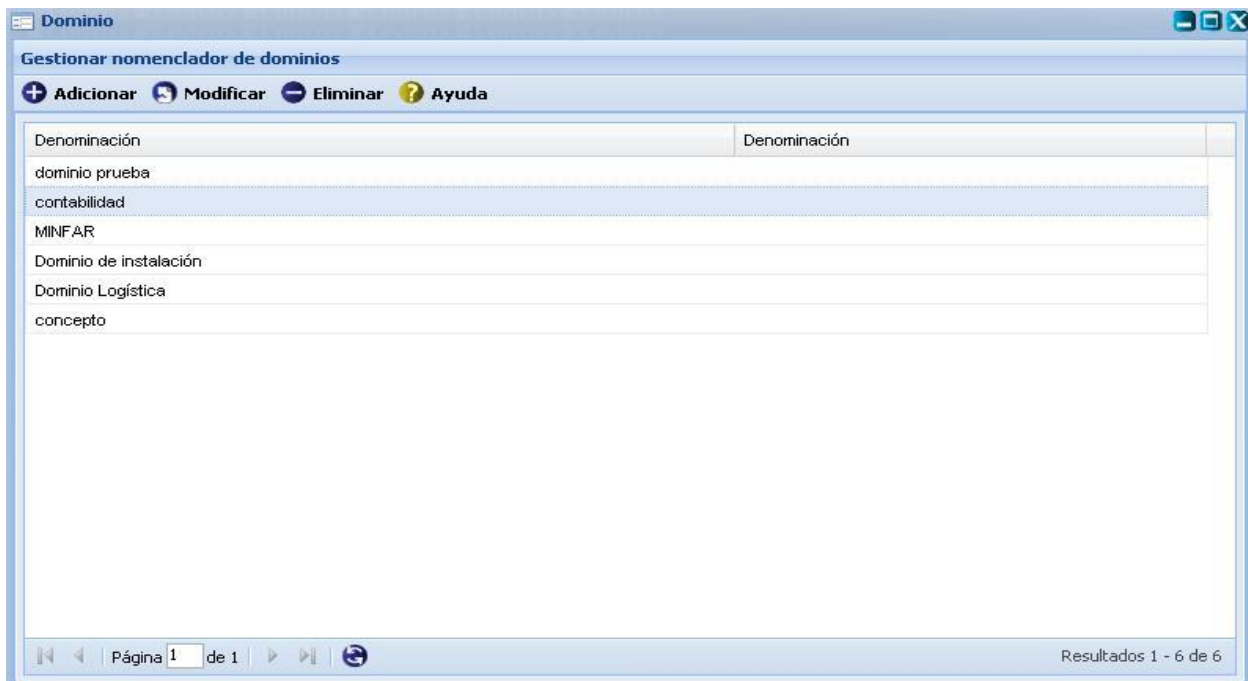 Dominio
Gestionar nomenclador de dominios
Adicionar Modificar Eliminar Ayuda
Denominación Denominación
dominio prueba
contabilidad
MINFAR
Dominio de instalación
Dominio Logística
concepto
Página 1 de 1 Resultados 1 - 6 de 6